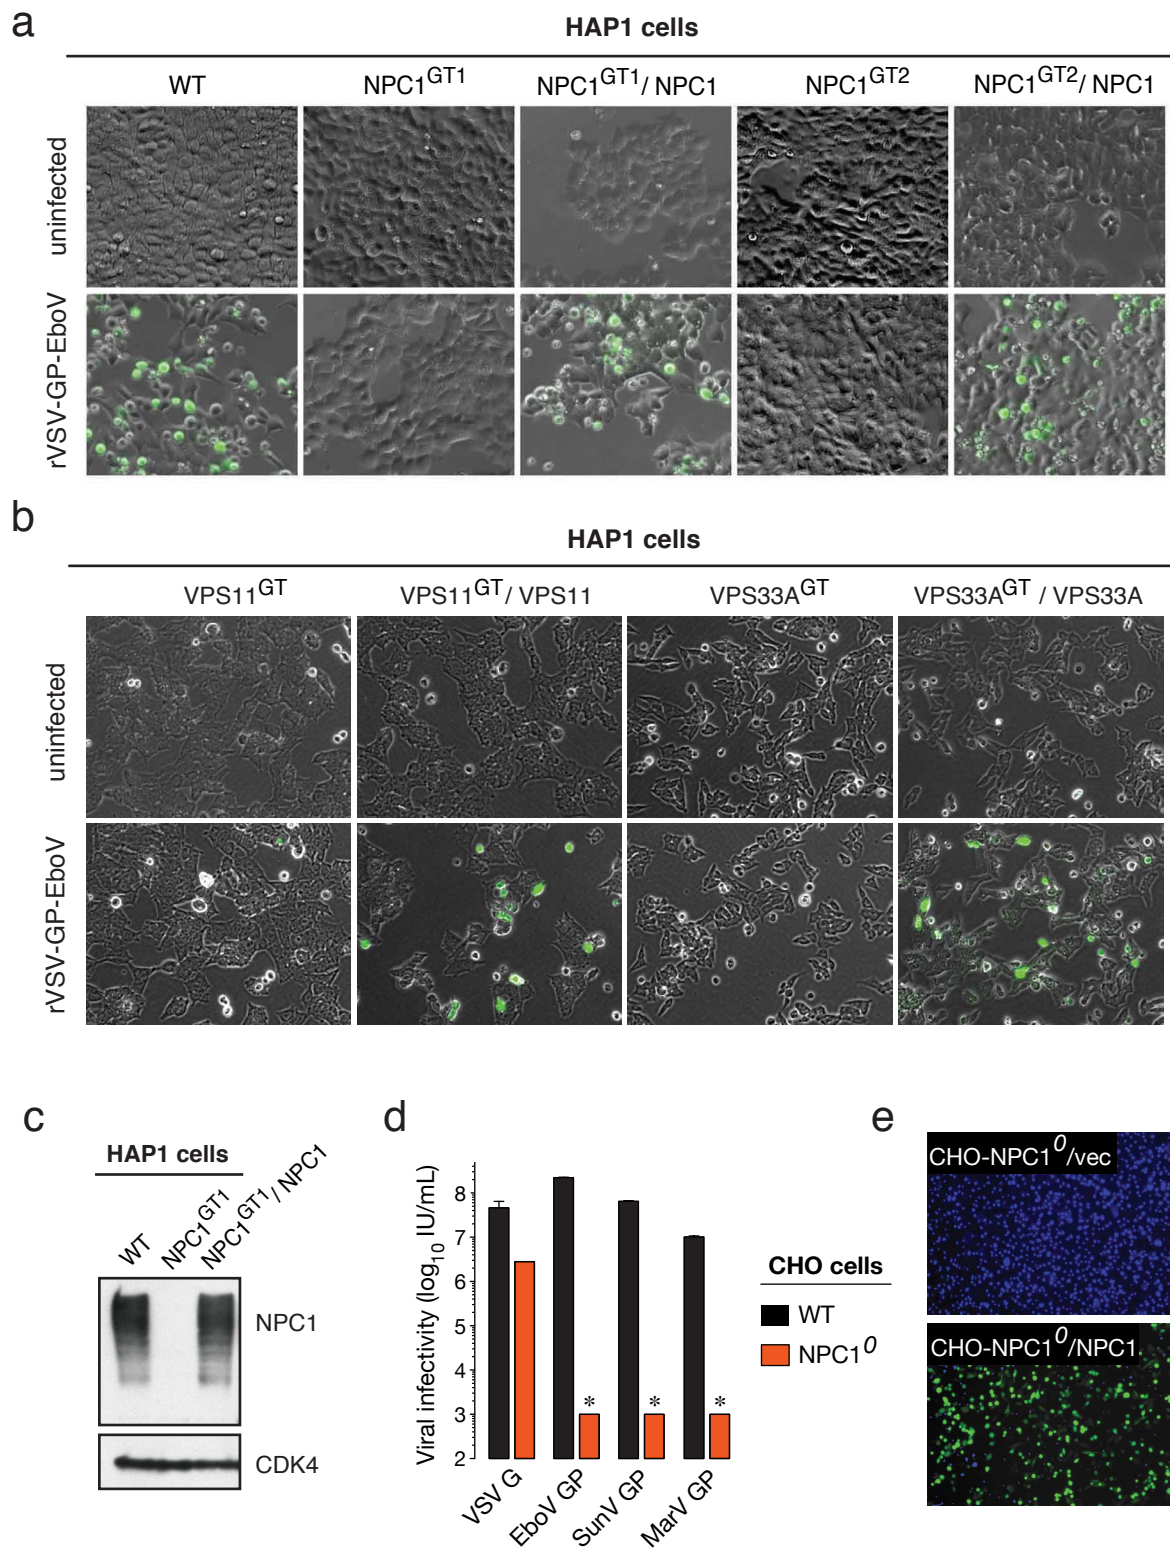 a
HAP1 cells
WT NPC1GT1 NPC1GT1/ NPC1 NPC1GT2 NPC1GT2/ NPC1
uninfected
rVSV-GP-EboV
b
HAP1 cells
VPS11GT VPS11GT/ VPS11 VPS33AGT VPS33AGT / VPS33A
uninfected
rVSV-GP-EboV
c
HAP1 cells
WT NPC1GT1 NPC1GT1/ NPC1
NPC1
CDK4
d
Viral infectivity (log10 IU/mL)
8
7
6
5
4
3
2
* * *
VSV G EboV GP SunV GP MarV GP
CHO cells
WT
NPC10
e
CHO-NPC10/vec
CHO-NPC10/NPC1